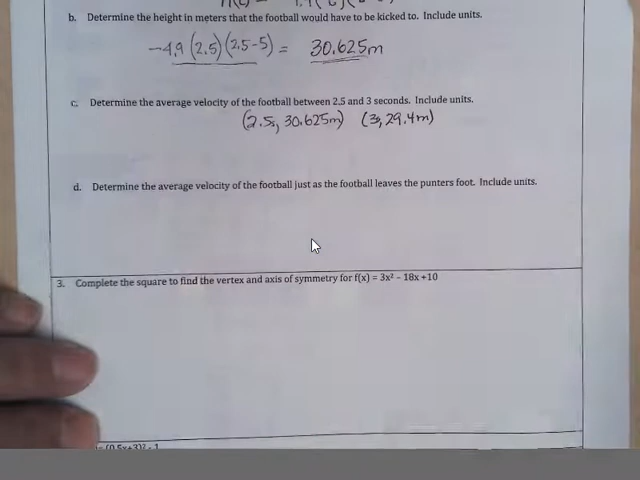 b. Determine the height in meters that the football would have to be kicked to. Include units.
-4.9(2.5)(2.5-5) = 30.625m
c. Determine the average velocity of the football between 2.5 and 3 seconds. Include units.
(2.5s, 30.625m) (3s, 29.4m)
d. Determine the average velocity of the football just as the football leaves the punters foot. Include units.
3. Complete the square to find the vertex and axis of symmetry for f(x) = 3x² - 18x +10